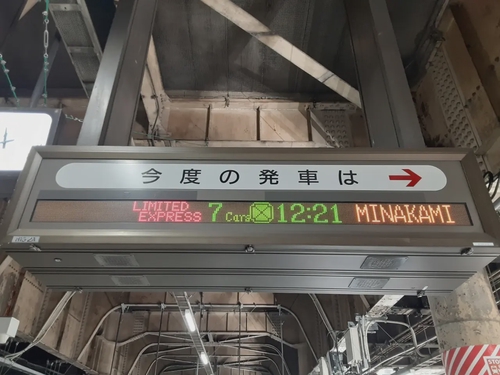 今度の発車は →
LIMITED EXPRESS 7 Cars 12:21 MINAKAMI